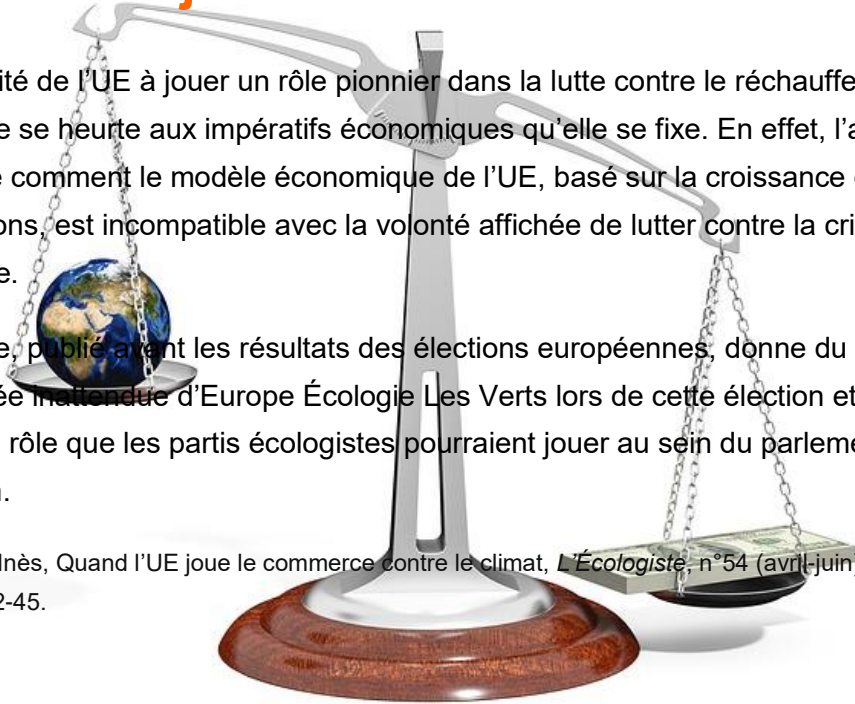 ité de l’UE à jouer un rôle pionnier dans la lutte contre le réchauffe
e se heurte aux impératifs économiques qu’elle se fixe. En effet, l’a
e comment le modèle économique de l’UE, basé sur la croissance
ons, est incompatible avec la volonté affichée de lutter contre la cri
e.
e, publié avant les résultats des élections européennes, donne du
ée inattendue d’Europe Écologie Les Verts lors de cette élection et
rôle que les partis écologistes pourraient jouer au sein du parleme
.
Inès, Quand l’UE joue le commerce contre le climat, L’Écologiste, n°54 (avril-juin
2-45.